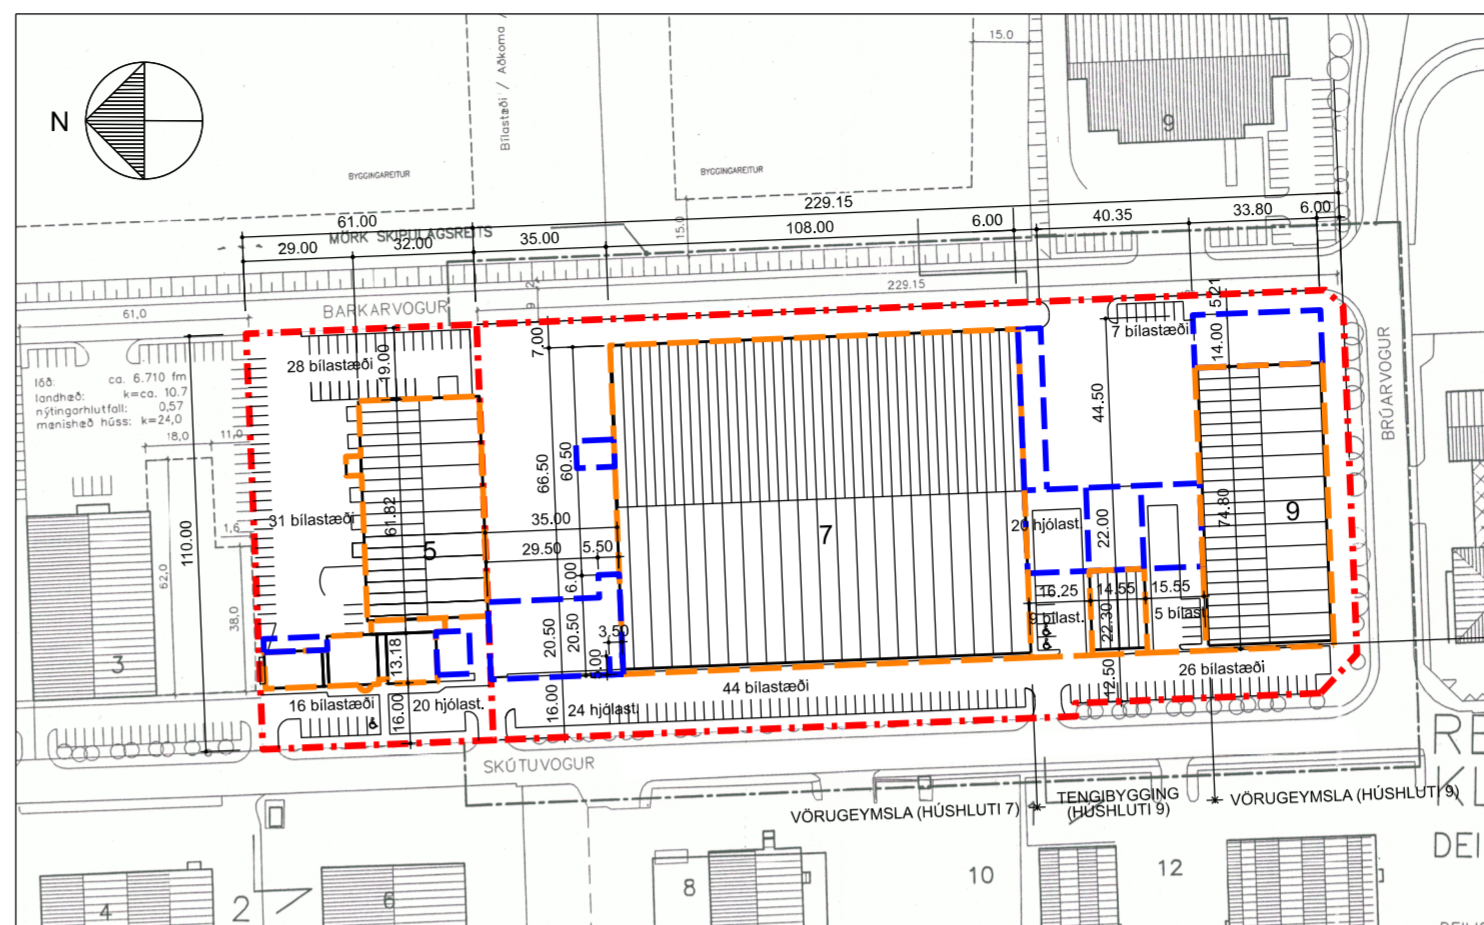 N
Bílastæði / Aðkoma /
BYGGINGAREITUR
BYGGINGAREITUR
15.0
9
61.00
229.15
MÖRK SKIPULAGSREITS
29.00
32.00
35.00
15.0
108.00
6.00
40.35
33.80
6.00
61,0
BARKARVOGUR
229.15
lóð: ca. 6.710 fm
landhæð: k=ca. 10.7
nýtingarhlutfall: 0,57
mænishæð húss: k=24,0
18,0
11,0
1,6
62,0
38,0
110.00
3
28 bílastæði
19.00
31 bílastæði
61.82
5
13.18
16 bílastæði
16.00
20 hjólast.
7.00
66.50
60.50
35.00
29.50
5.50
6.00
20.50
20.50
3.50
16.00
24 hjólast.
44 bílastæði
7
7 bílastæði
5.21
14.00
44.50
74.80
9
20 hjólast.
22.00
16.25
14.55
15.55
9 bílast.
22.30
5 bílast.
12.50
26 bílastæði
BRÚARVOGUR
SKÚTUVOGUR
VÖRUGEYMSLA (HÚSHLUTI 7)
TENGIBYGGING
(HÚSHLUTI 9)
VÖRUGEYMSLA (HÚSHLUTI 9)
RE
KL
DEI
4
2
6
8
10
12